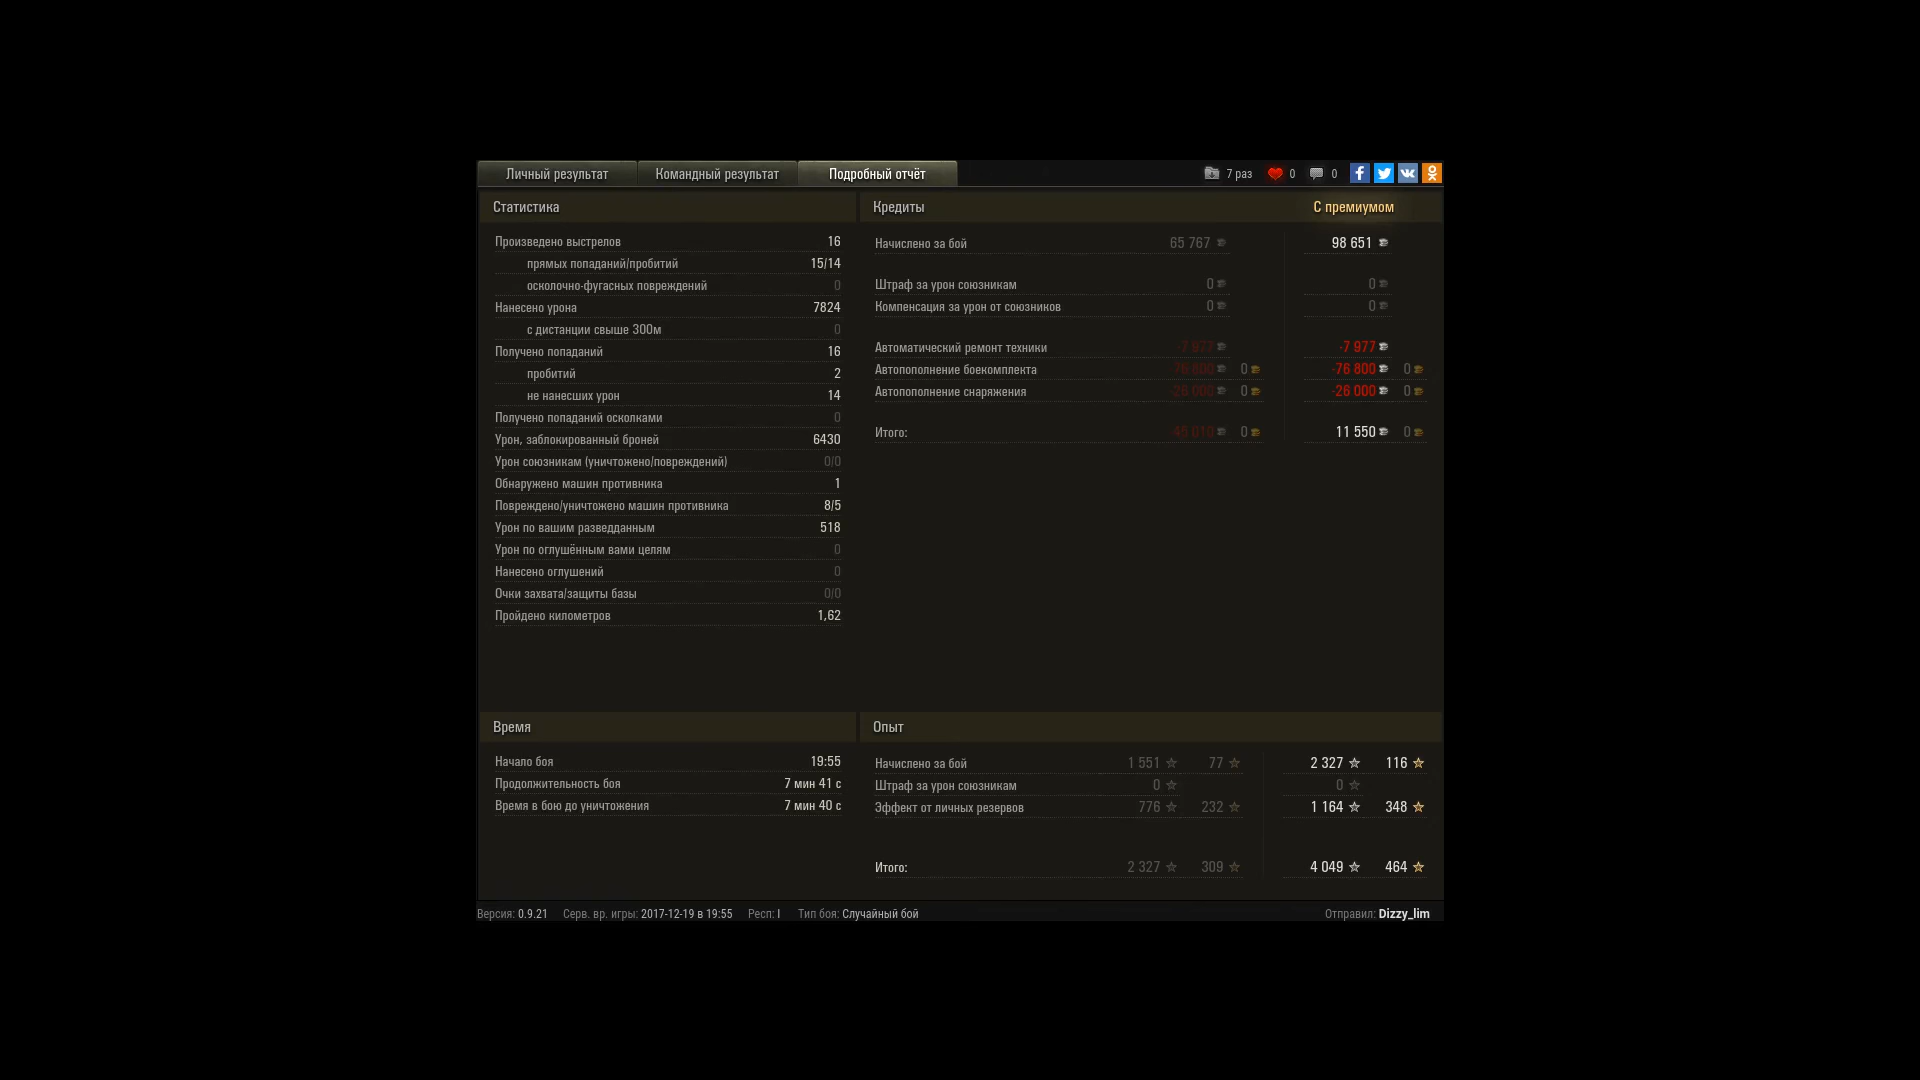 Личный результат Командный результат Подробный отчёт 7 раз 0 0
Статистика
Произведено выстрелов 16
прямых попаданий/пробитий 15/14
осколочно-фугасных повреждений 0
Нанесено урона 7824
с дистанции свыше 300м 0
Получено попаданий 16
пробитий 2
не нанесших урон 14
Получено попаданий осколками 0
Урон, заблокированный броней 6430
Урон союзникам (уничтожено/повреждений) 0/0
Обнаружено машин противника 1
Повреждено/уничтожено машин противника 8/5
Урон по вашим разведданным 518
Урон по оглушённым вами целям 0
Нанесено оглушений 0
Очки захвата/защиты базы 0/0
Пройдено километров 1,62
Кредиты С премиумом
Начислено за бой 65 767 98 651
Штраф за урон союзникам 0 0
Компенсация за урон от союзников 0 0
Автоматический ремонт техники -7 977 -7 977
Автопополнение боекомплекта -76 800 0 -76 800 0
Автопополнение снаряжения -26 000 0 -26 000 0
Итого: -45 010 0 11 550 0
Время
Начало боя 19:55
Продолжительность боя 7 мин 41 с
Время в бою до уничтожения 7 мин 40 с
Опыт
Начислено за бой 1 551 77 2 327 116
Штраф за урон союзникам 0 0
Эффект от личных резервов 776 232 1 164 348
Итого: 2 327 309 4 049 464
Версия: 0.9.21 Серв. вр. игры: 2017-12-19 в 19:55 Респ: I Тип боя: Случайный бой Отправил: Dizzy_lim